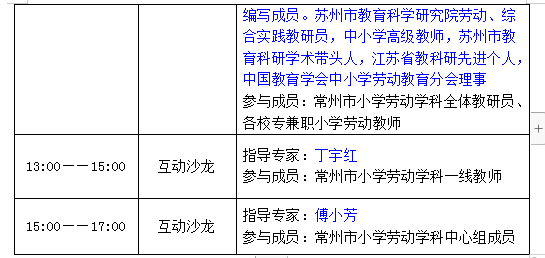 编写成员。苏州市教育科学研究院劳动、综
合实践教研员，中小学高级教师，苏州市教
育科研学术带头人，江苏省教科研先进个人，
中国教育学会中小学劳动教育分会理事
参与成员：常州市小学劳动学科全体教研员、
各校专兼职小学劳动教师
13:00——15:00
互动沙龙
指导专家：丁宇红
参与成员：常州市小学劳动学科一线教师
15:00——17:00
互动沙龙
指导专家：傅小芳
参与成员：常州市小学劳动学科中心组成员